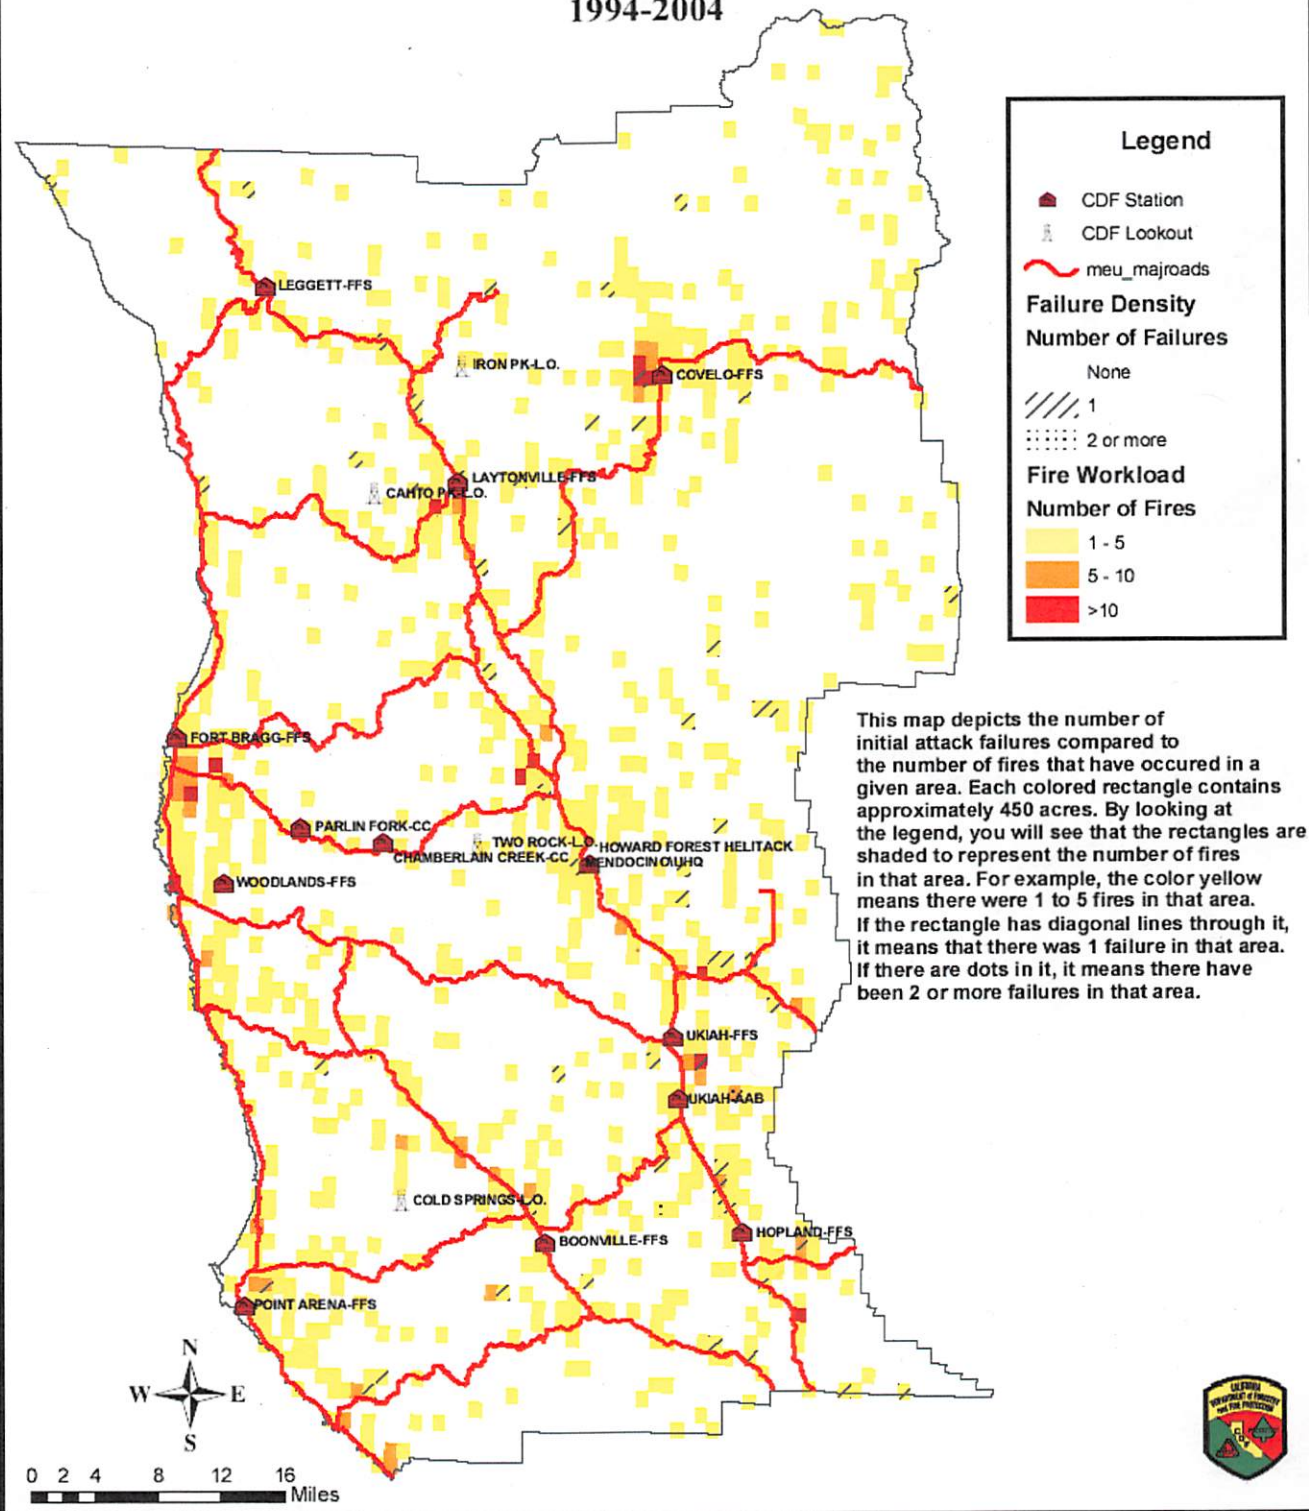 1994-2004
Legend
CDF Station
CDF Lookout
meu_majroads
Failure Density
Number of Failures
None
1
2 or more
Fire Workload
Number of Fires
1 - 5
5 - 10
>10
LEGGETT-FFS
IRON PK-L.O.
COVELO-FFS
LAYTONVILLE-FFS
CAHTO PK-L.O.
FORT BRAGG-FFS
PARLIN FORK-CC
TWO ROCK-L.O.
HOWARD FOREST HELITACK
CHAMBERLAIN CREEK-CC
WOODLANDS-FFS
UKIAH-FFS
UKIAH-AAB
COLD SPRINGS-L.O.
HOPLAND-FFS
BOONVILLE-FFS
POINT ARENA-FFS
This map depicts the number of
initial attack failures compared to
the number of fires that have occured in a
given area. Each colored rectangle contains
approximately 450 acres. By looking at
the legend, you will see that the rectangles are
shaded to represent the number of fires
in that area. For example, the color yellow
means there were 1 to 5 fires in that area.
If the rectangle has diagonal lines through it,
it means that there was 1 failure in that area.
If there are dots in it, it means there have
been 2 or more failures in that area.
N
W E
S
0 2 4 8 12 16
Miles